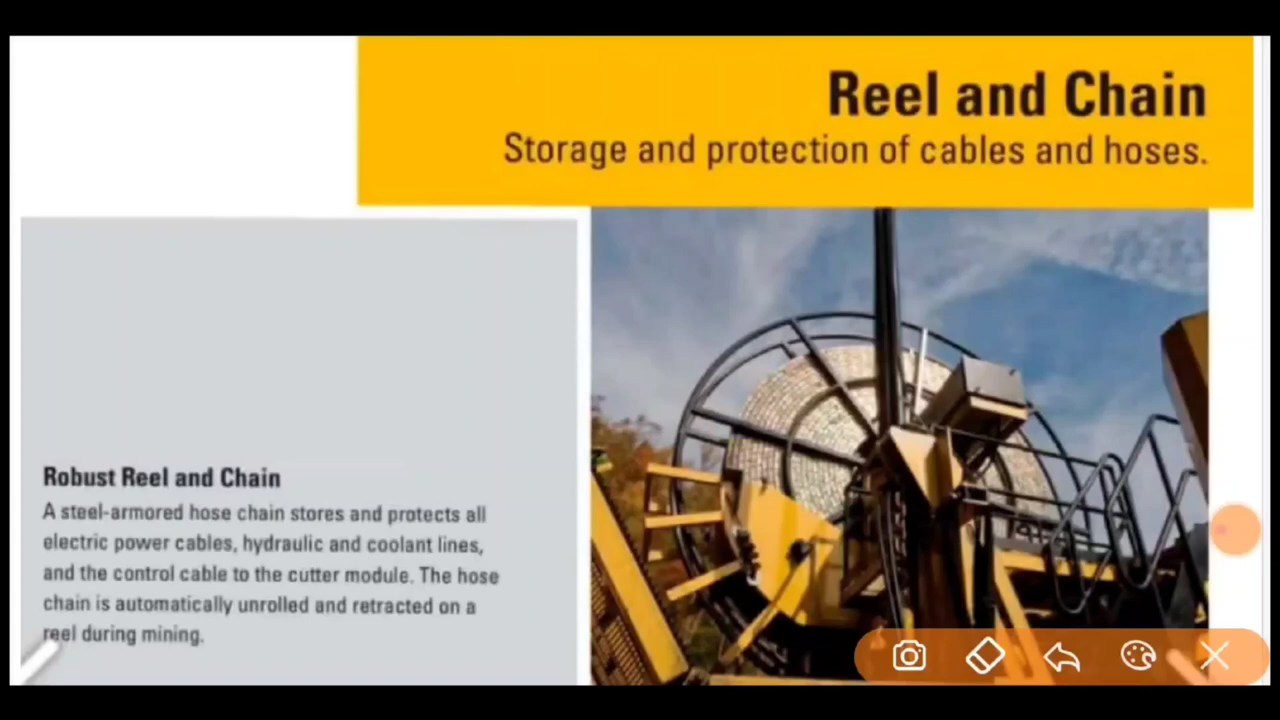 Reel and Chain
Storage and protection of cables and hoses.
Robust Reel and Chain
A steel-armored hose chain stores and protects all
electric power cables, hydraulic and coolant lines,
and the control cable to the cutter module. The hose
chain is automatically unrolled and retracted on a
reel during mining.